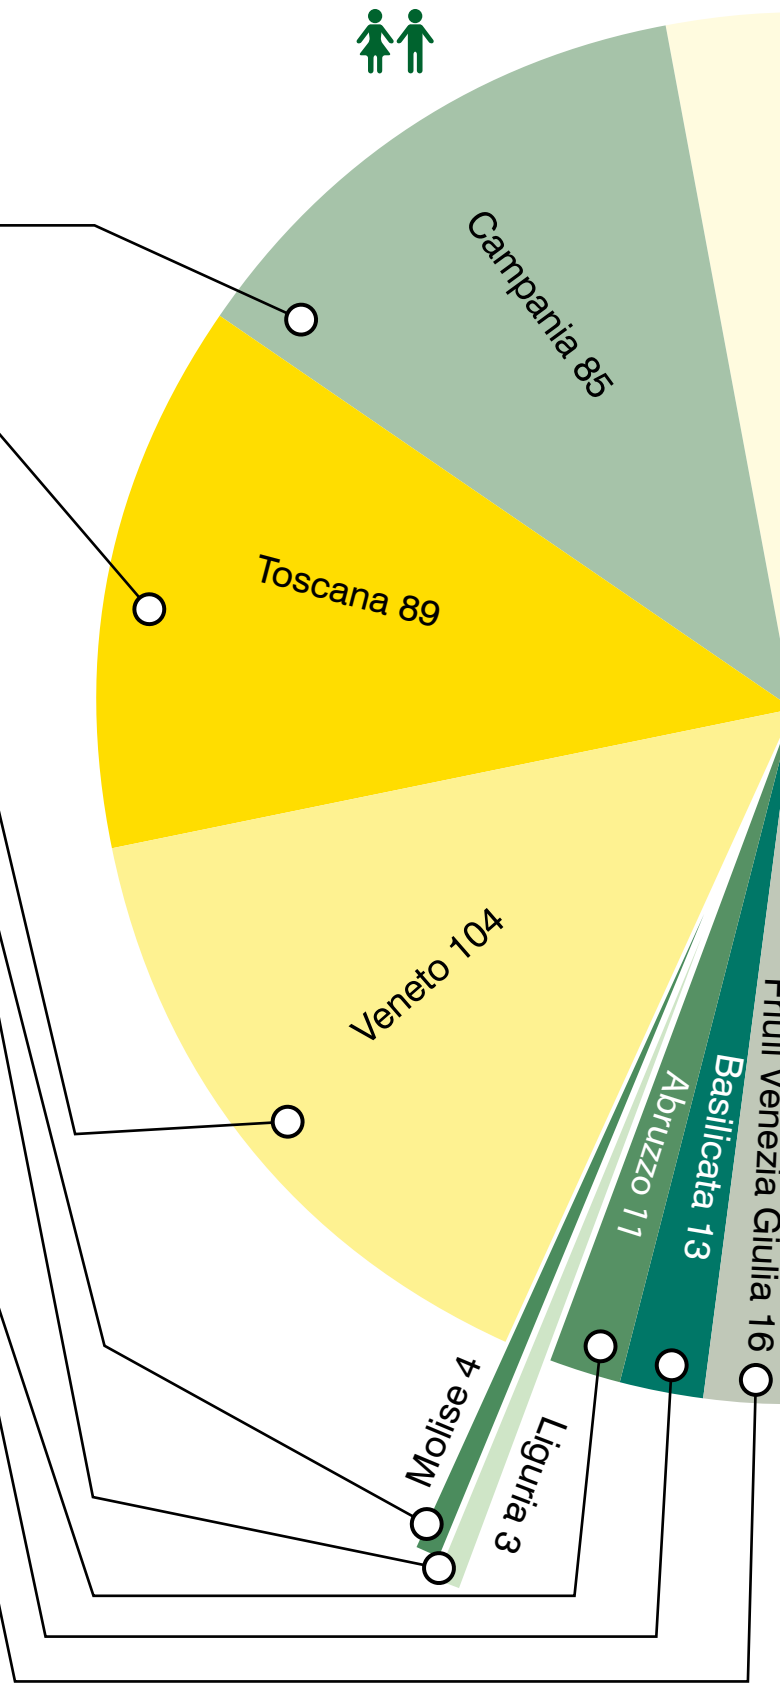 Campania 85
Toscana 89
Veneto 104
Friuli Venezia Giulia 16
Basilicata 13
Abruzzo 11
Molise 4
Liguria 3